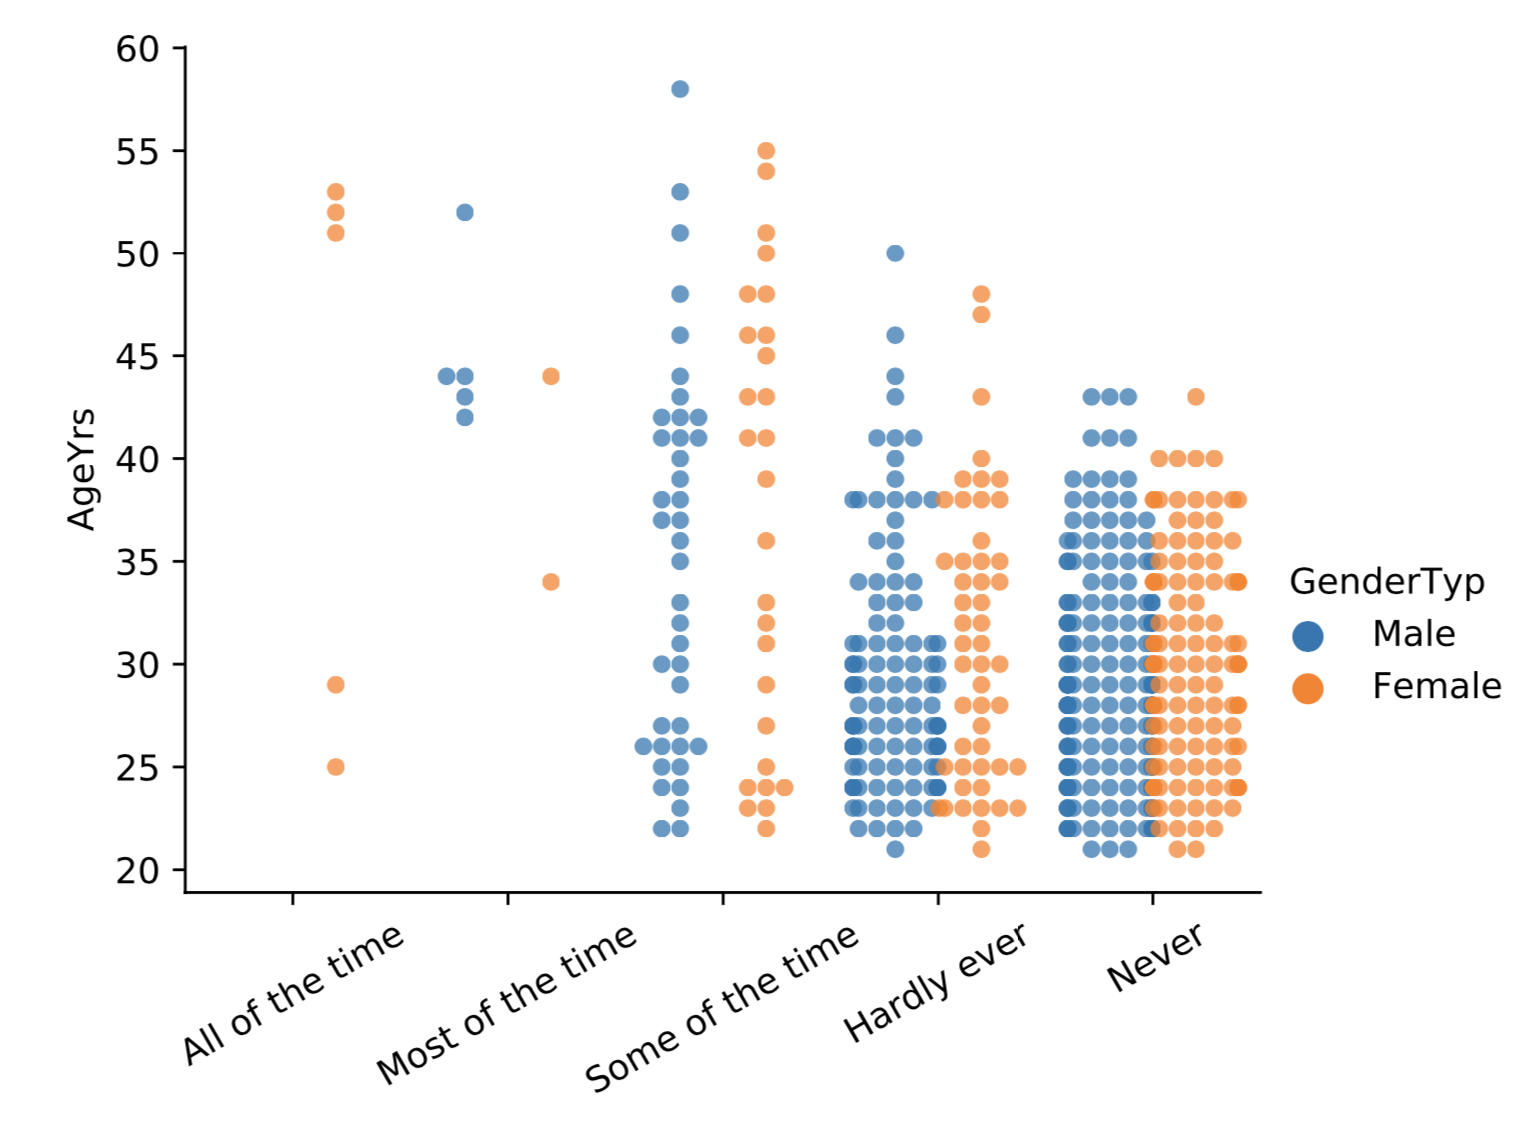 60
55
50
45
40
35
30
25
20
AgeYrs
GenderTyp
Male
Female
All of the time
Most of the time
Some of the time
Hardly ever
Never